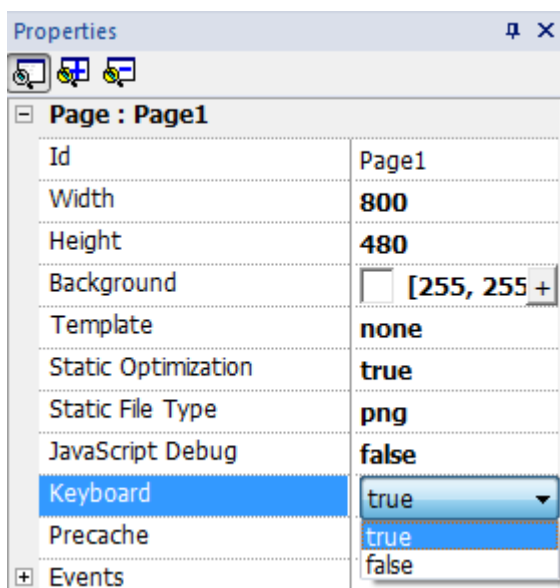 Properties
Page : Page1
Id Page1
Width 800
Height 480
Background [255, 255 +
Template none
Static Optimization true
Static File Type png
JavaScript Debug false
Keyboard true
Precache true
false
Events